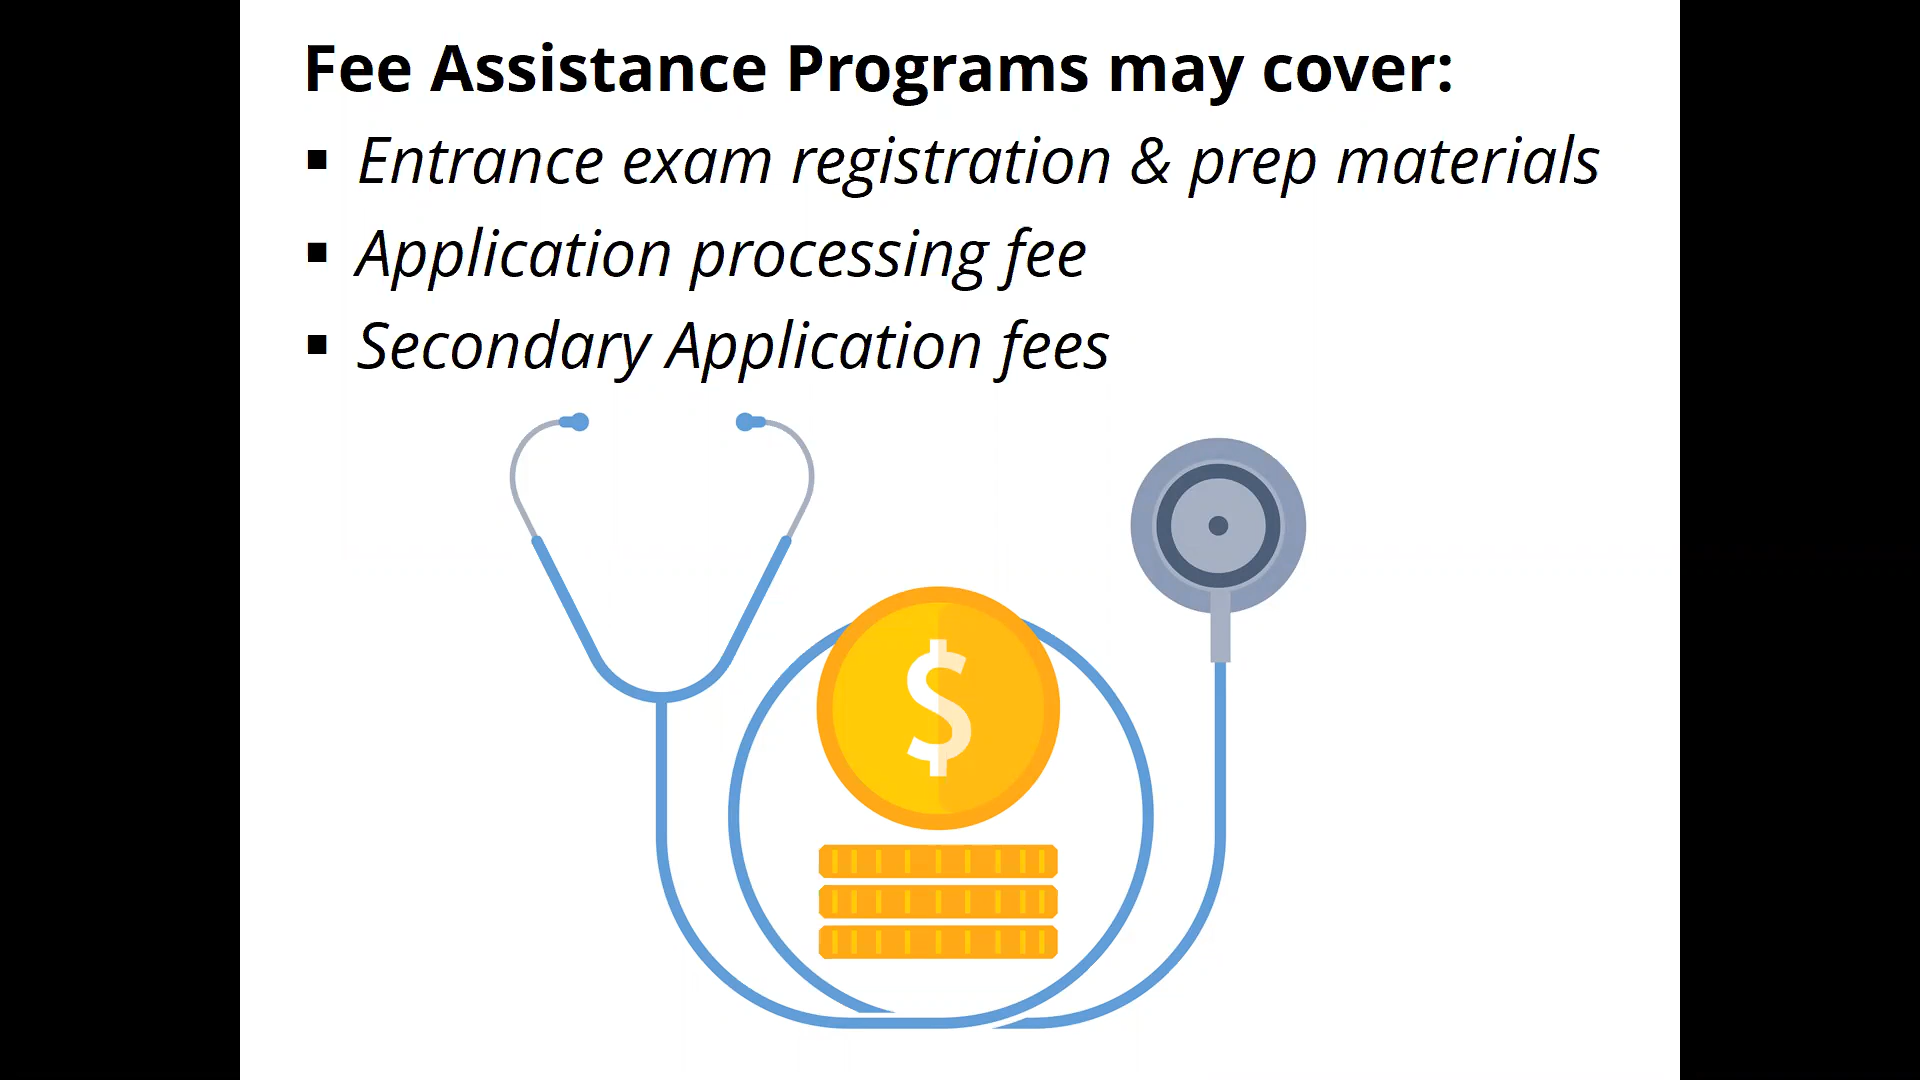 Fee Assistance Programs may cover:
▪ Entrance exam registration & prep materials
▪ Application processing fee
▪ Secondary Application fees
$